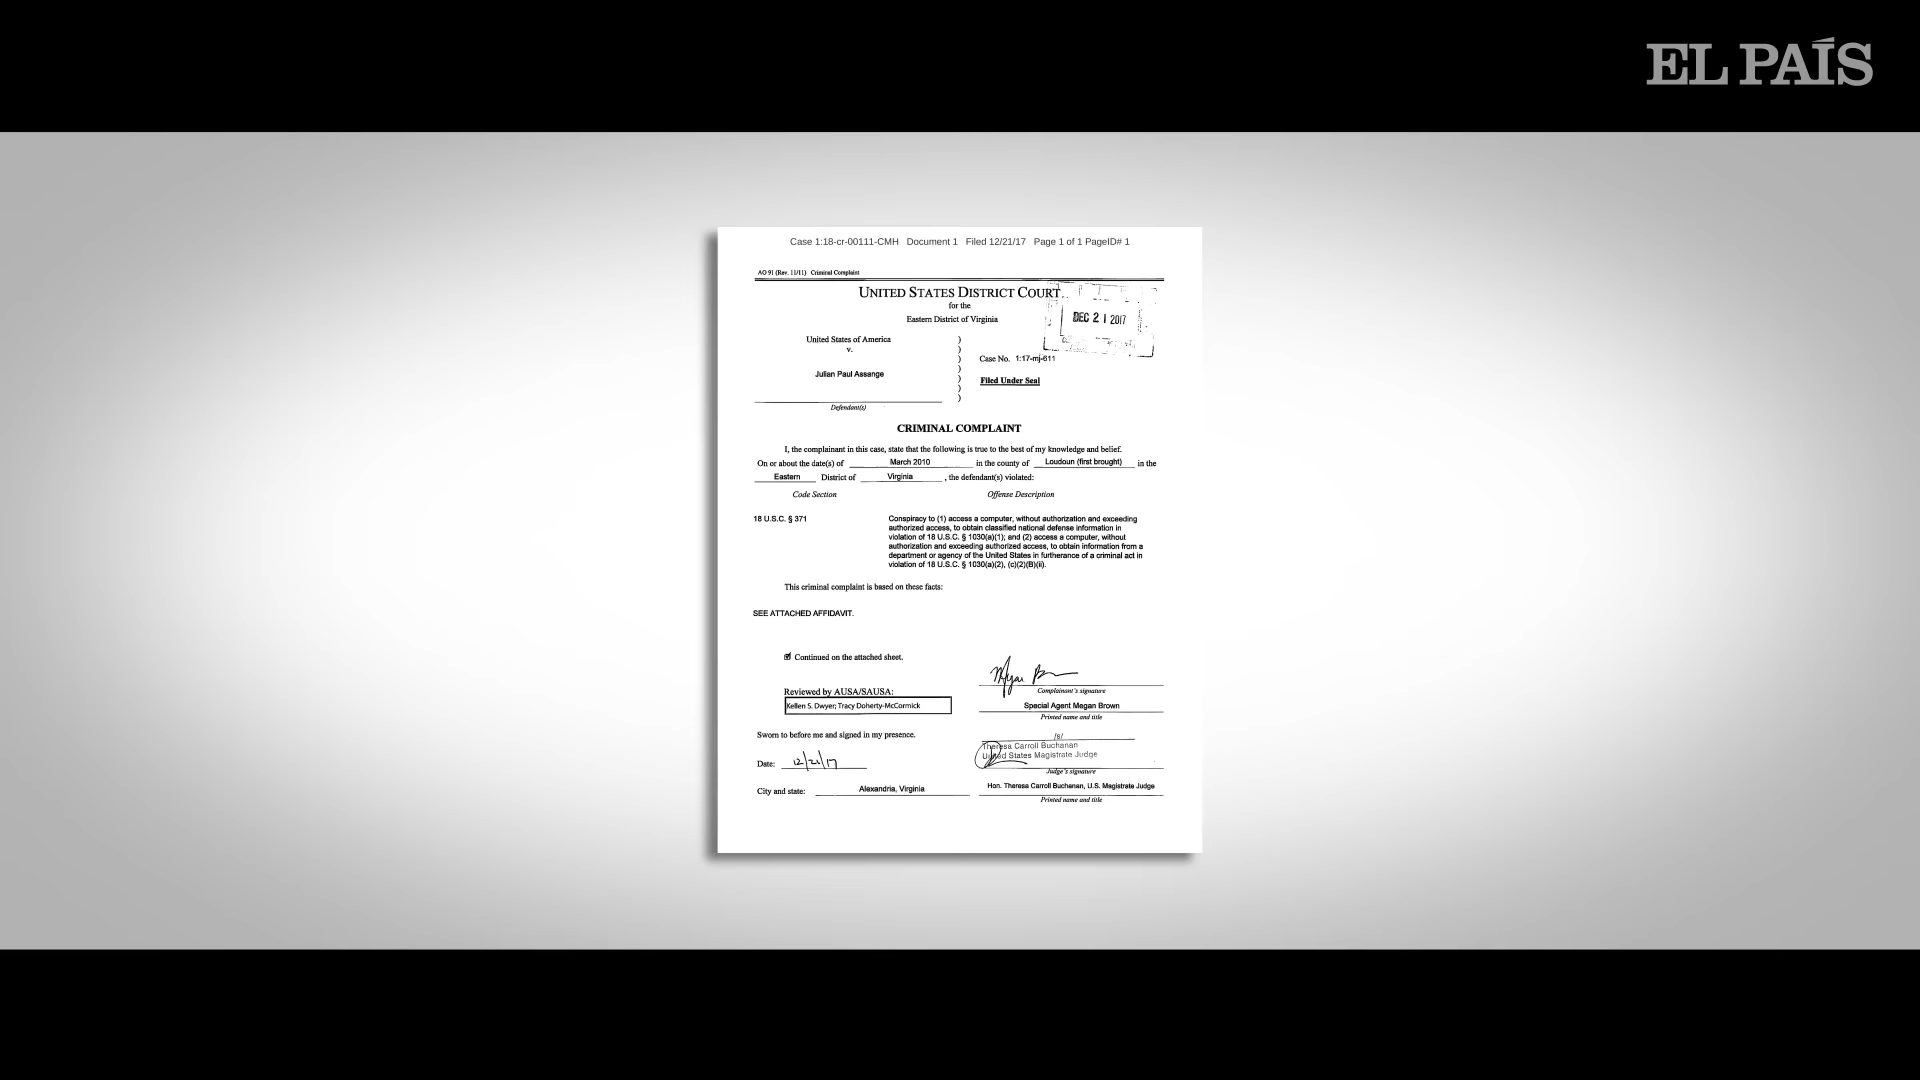 EL PAÍS
Case 1:18-cr-00111-CMH Document 1 Filed 12/21/17 Page 1 of 1 PageID# 1
AO 91 (Rev. 11/11) Criminal Complaint
UNITED STATES DISTRICT COURT
for the
Eastern District of Virginia
DEC 21 2017
United States of America
v.
Julian Paul Assange
Defendant(s)
)
)
)
)
)
)
)
Case No. 1:17-mj-611
Filed Under Seal
CRIMINAL COMPLAINT
I, the complainant in this case, state that the following is true to the best of my knowledge and belief.
On or about the date(s) of March 2010 in the county of Loudoun (first brought) in the
Eastern District of Virginia , the defendant(s) violated:
Code Section Offense Description
18 U.S.C. § 371
Conspiracy to (1) access a computer, without authorization and exceeding
authorized access, to obtain classified national defense information in
violation of 18 U.S.C. § 1030(a)(1); and (2) access a computer, without
authorization and exceeding authorized access, to obtain information from a
department or agency of the United States in furtherance of a criminal act in
violation of 18 U.S.C. § 1030(a)(2), (c)(2)(B)(ii).
This criminal complaint is based on these facts:
SEE ATTACHED AFFIDAVIT.
Continued on the attached sheet.
Reviewed by AUSA/SAUSA:
Kellen S. Dwyer; Tracy Doherty-McCormick
Complainant's signature
Special Agent Megan Brown
Printed name and title
Sworn to before me and signed in my presence.
/s/
Theresa Carroll Buchanan
United States Magistrate Judge
Date: 12/21/17
Judge's signature
City and state: Alexandria, Virginia
Hon. Theresa Carroll Buchanan, U.S. Magistrate Judge
Printed name and title